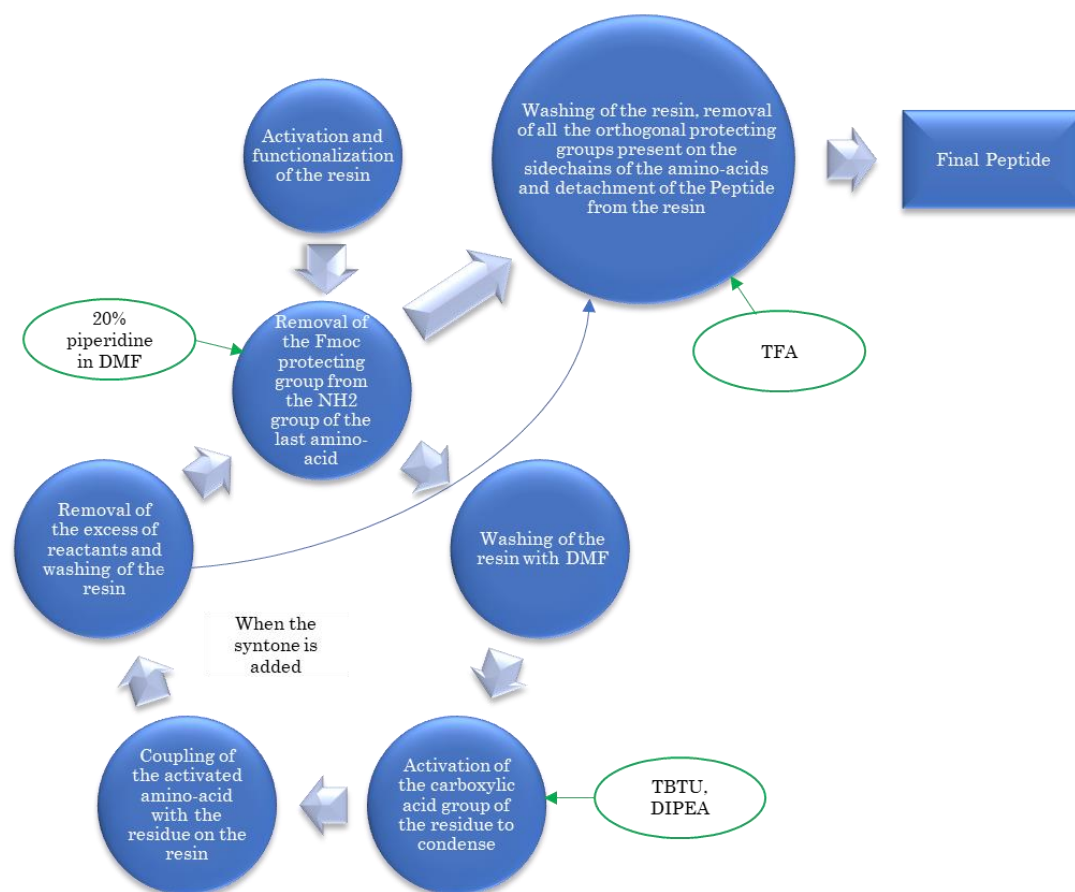 Activation and
functionalization
of the resin
Washing of the resin, removal
of all the orthogonal protecting
groups present on the
sidechains of the amino-acids
and detachment of the Peptide
from the resin
Final Peptide
20%
piperidine
in DMF
Removal of
the Fmoc
protecting
group from
the NH2
group of the
last amino-
acid
TFA
Removal of
the excess of
reactants and
washing of the
resin
Washing of the
resin with DMF
When the
syntone is
added
Coupling of
the activated
amino-acid
with the
residue on the
resin
Activation of
the carboxylic
acid group of
the residue to
condense
TBTU,
DIPEA